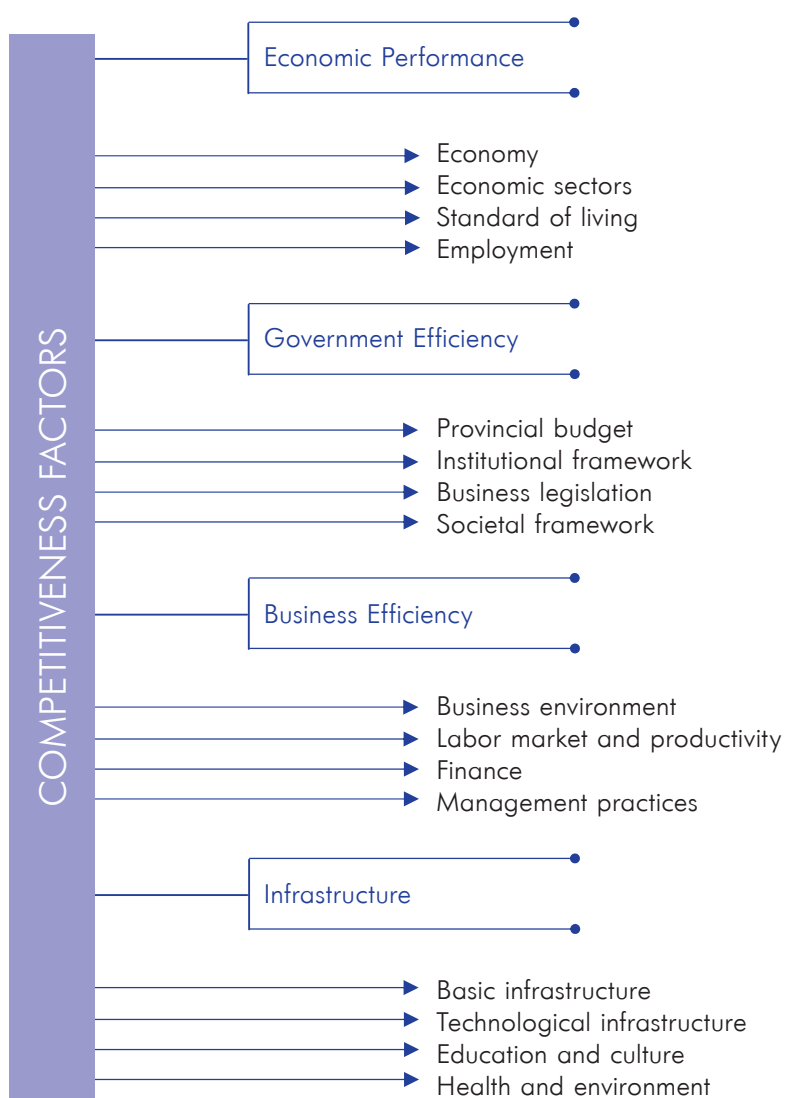 COMPETITIVENESS FACTORS
Economic Performance
Economy
Economic sectors
Standard of living
Employment
Government Efficiency
Provincial budget
Institutional framework
Business legislation
Societal framework
Business Efficiency
Business environment
Labor market and productivity
Finance
Management practices
Infrastructure
Basic infrastructure
Technological infrastructure
Education and culture
Health and environment